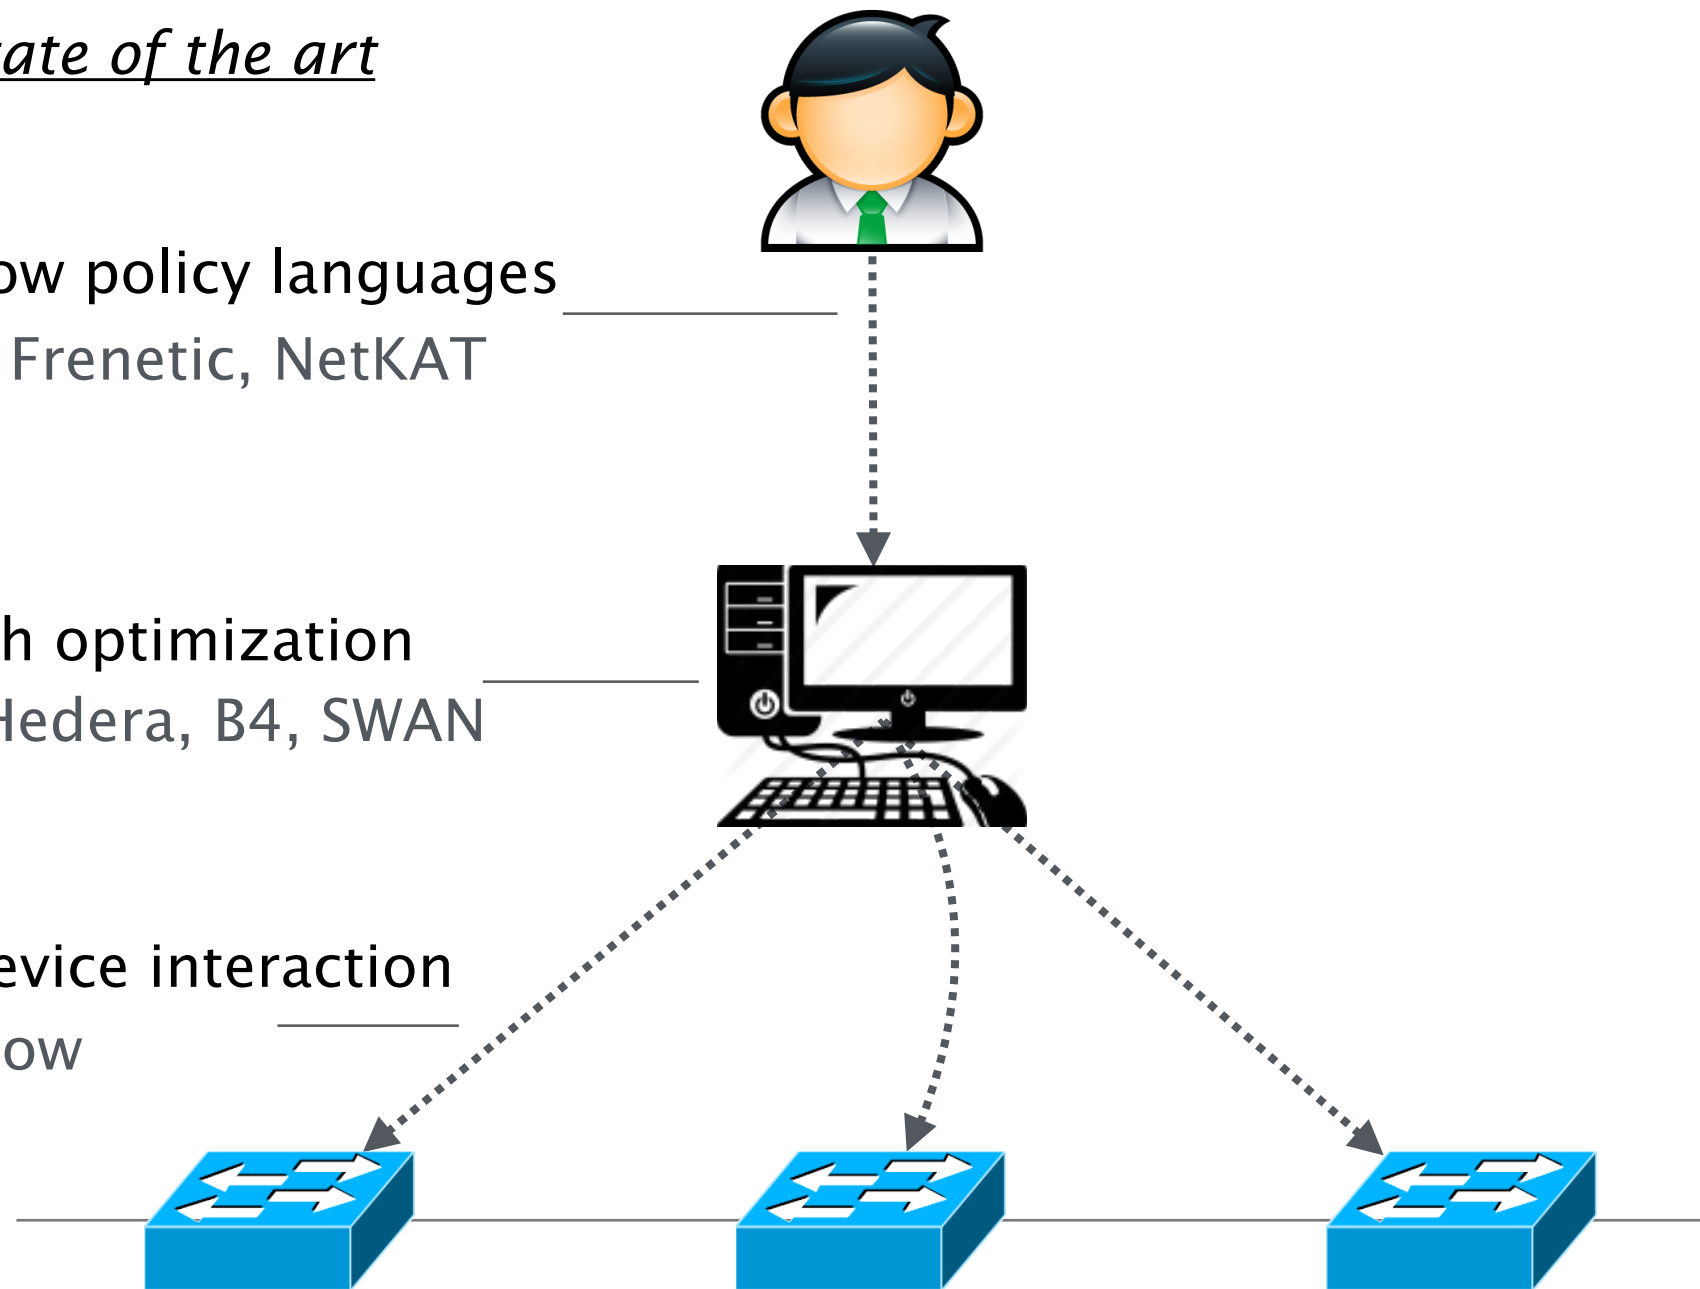 ate of the art
ow policy languages
Frenetic, NetKAT
h optimization
Hedera, B4, SWAN
evice interaction
ow